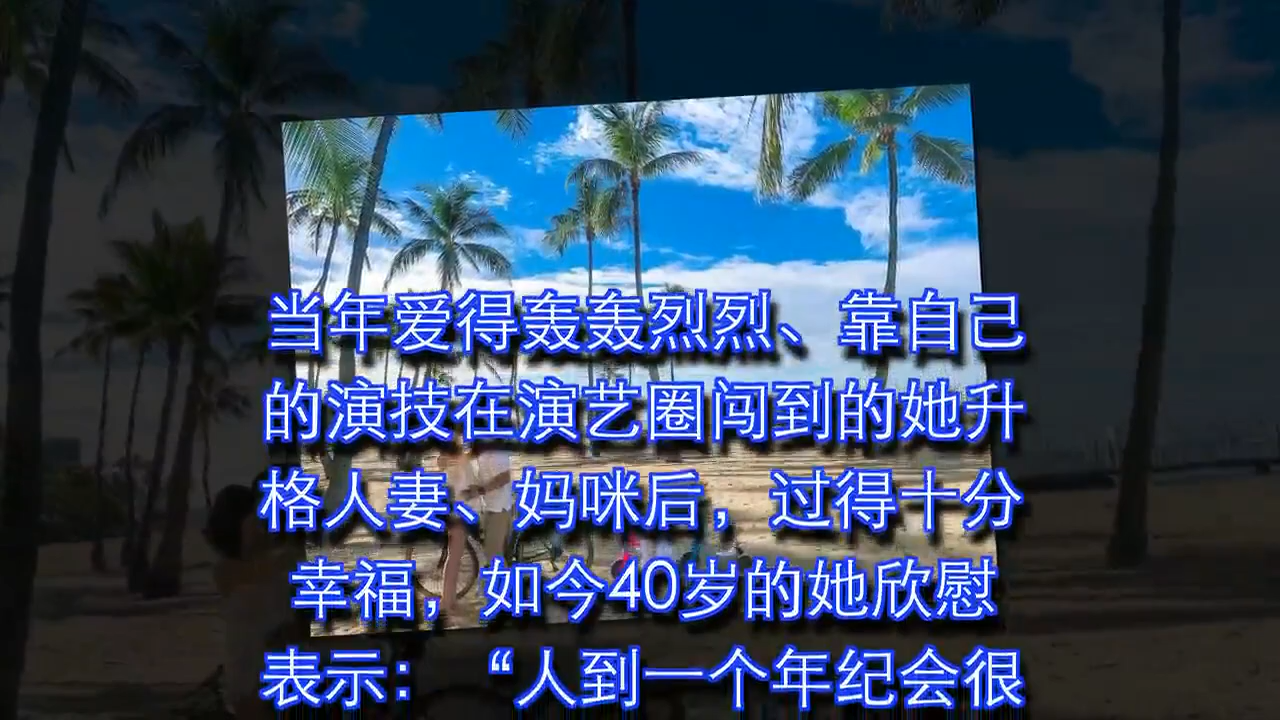 当年爱得轰轰烈烈、靠自己
的演技在演艺圈闯到的她升
格人妻、妈咪后，过得十分
幸福，如今40岁的她欣慰
表示：“人到一个年纪会很